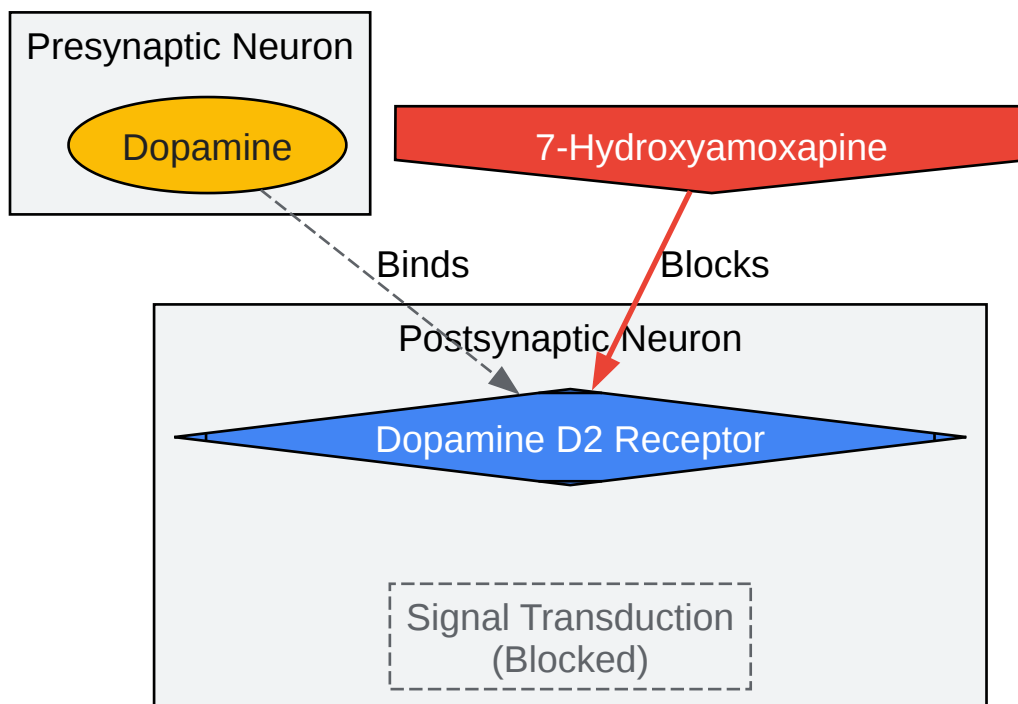 Presynaptic Neuron
Dopamine
7-Hydroxyamoxapine
Binds
Blocks
Postsynaptic Neuron
Dopamine D2 Receptor
Signal Transduction
(Blocked)